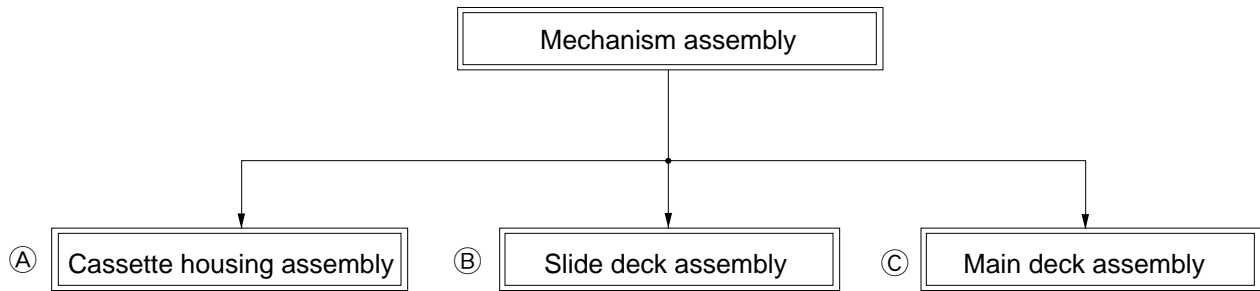 Mechanism assembly
Ⓐ Cassette housing assembly
Ⓑ Slide deck assembly
Ⓒ Main deck assembly